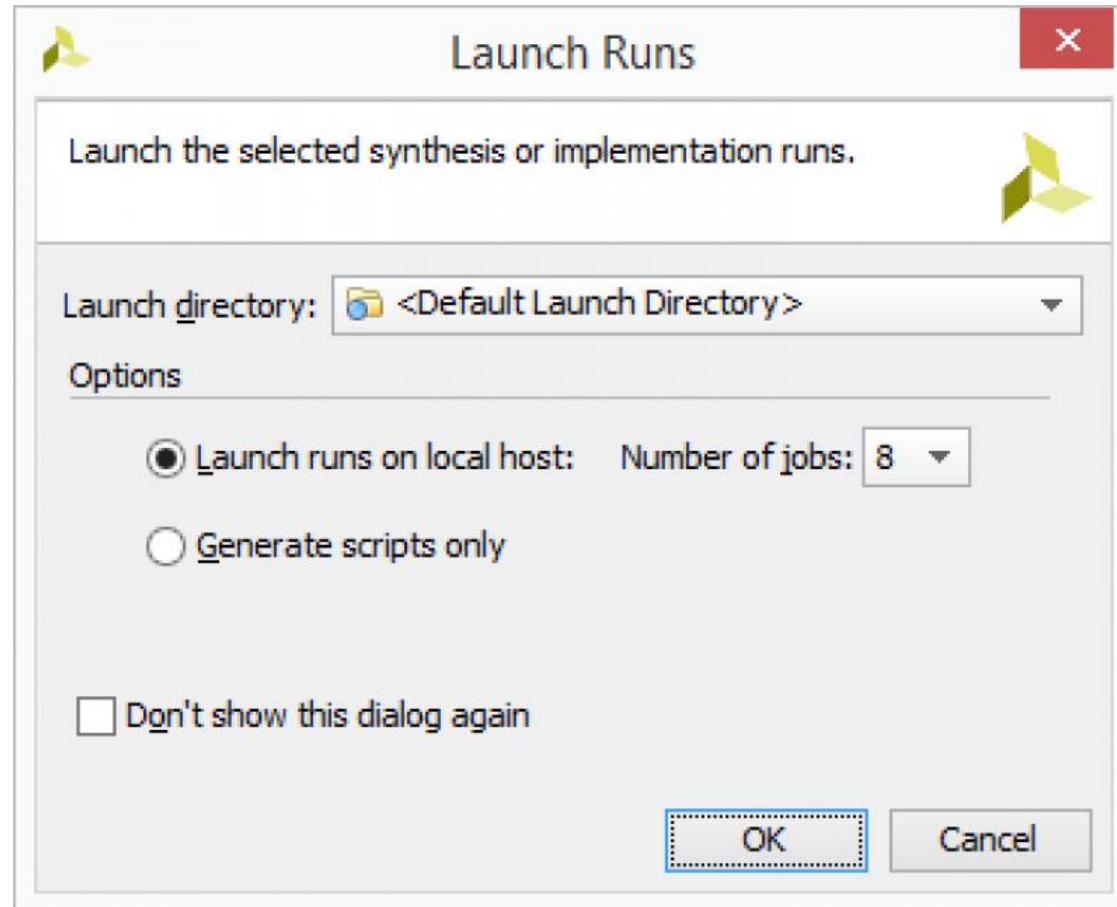 Launch Runs
Launch the selected synthesis or implementation runs.
Launch directory: <Default Launch Directory>
Options
Launch runs on local host: Number of jobs: 8
Generate scripts only
Don't show this dialog again
OK Cancel